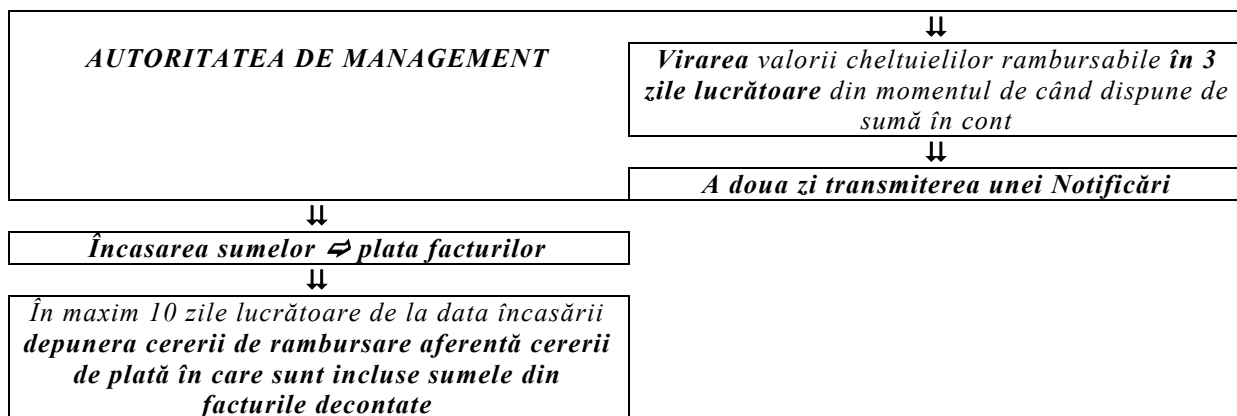 ⇊
AUTORITATEA DE MANAGEMENT
Virarea valorii cheltuielilor rambursabile în 3
zile lucrătoare din momentul de când dispune de
sumă în cont
⇊
A doua zi transmiterea unei Notificări
⇊
Încasarea sumelor ⇨ plata facturilor
⇊
În maxim 10 zile lucrătoare de la data încasării
depunera cererii de rambursare aferentă cererii
de plată în care sunt incluse sumele din
facturile decontate